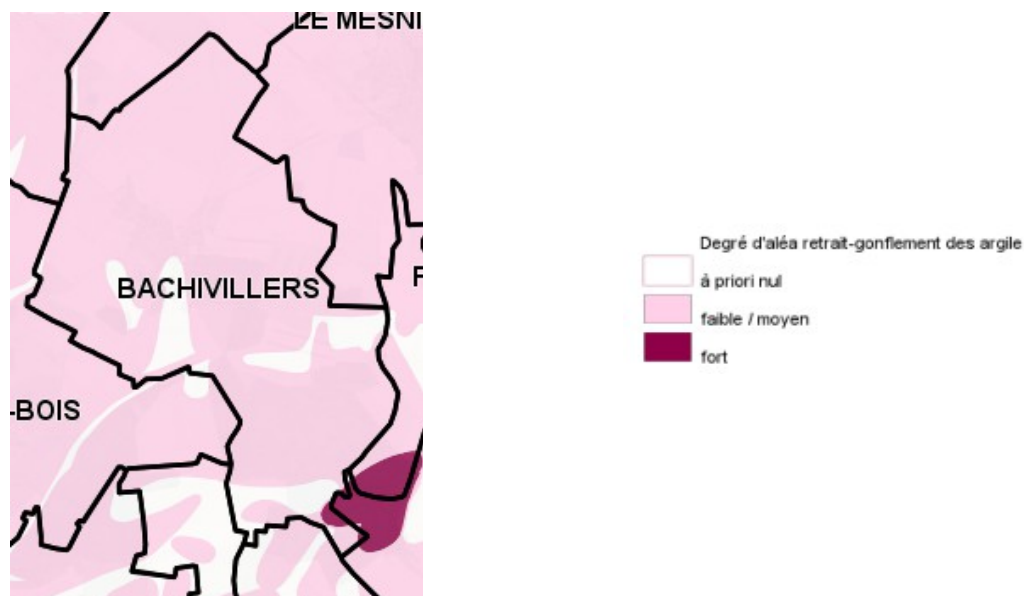 LE MESNI
BACHIVILLERS
F
-BOIS
Degré d'aléa retrait-gonflement des argile
à priori nul
faible / moyen
fort